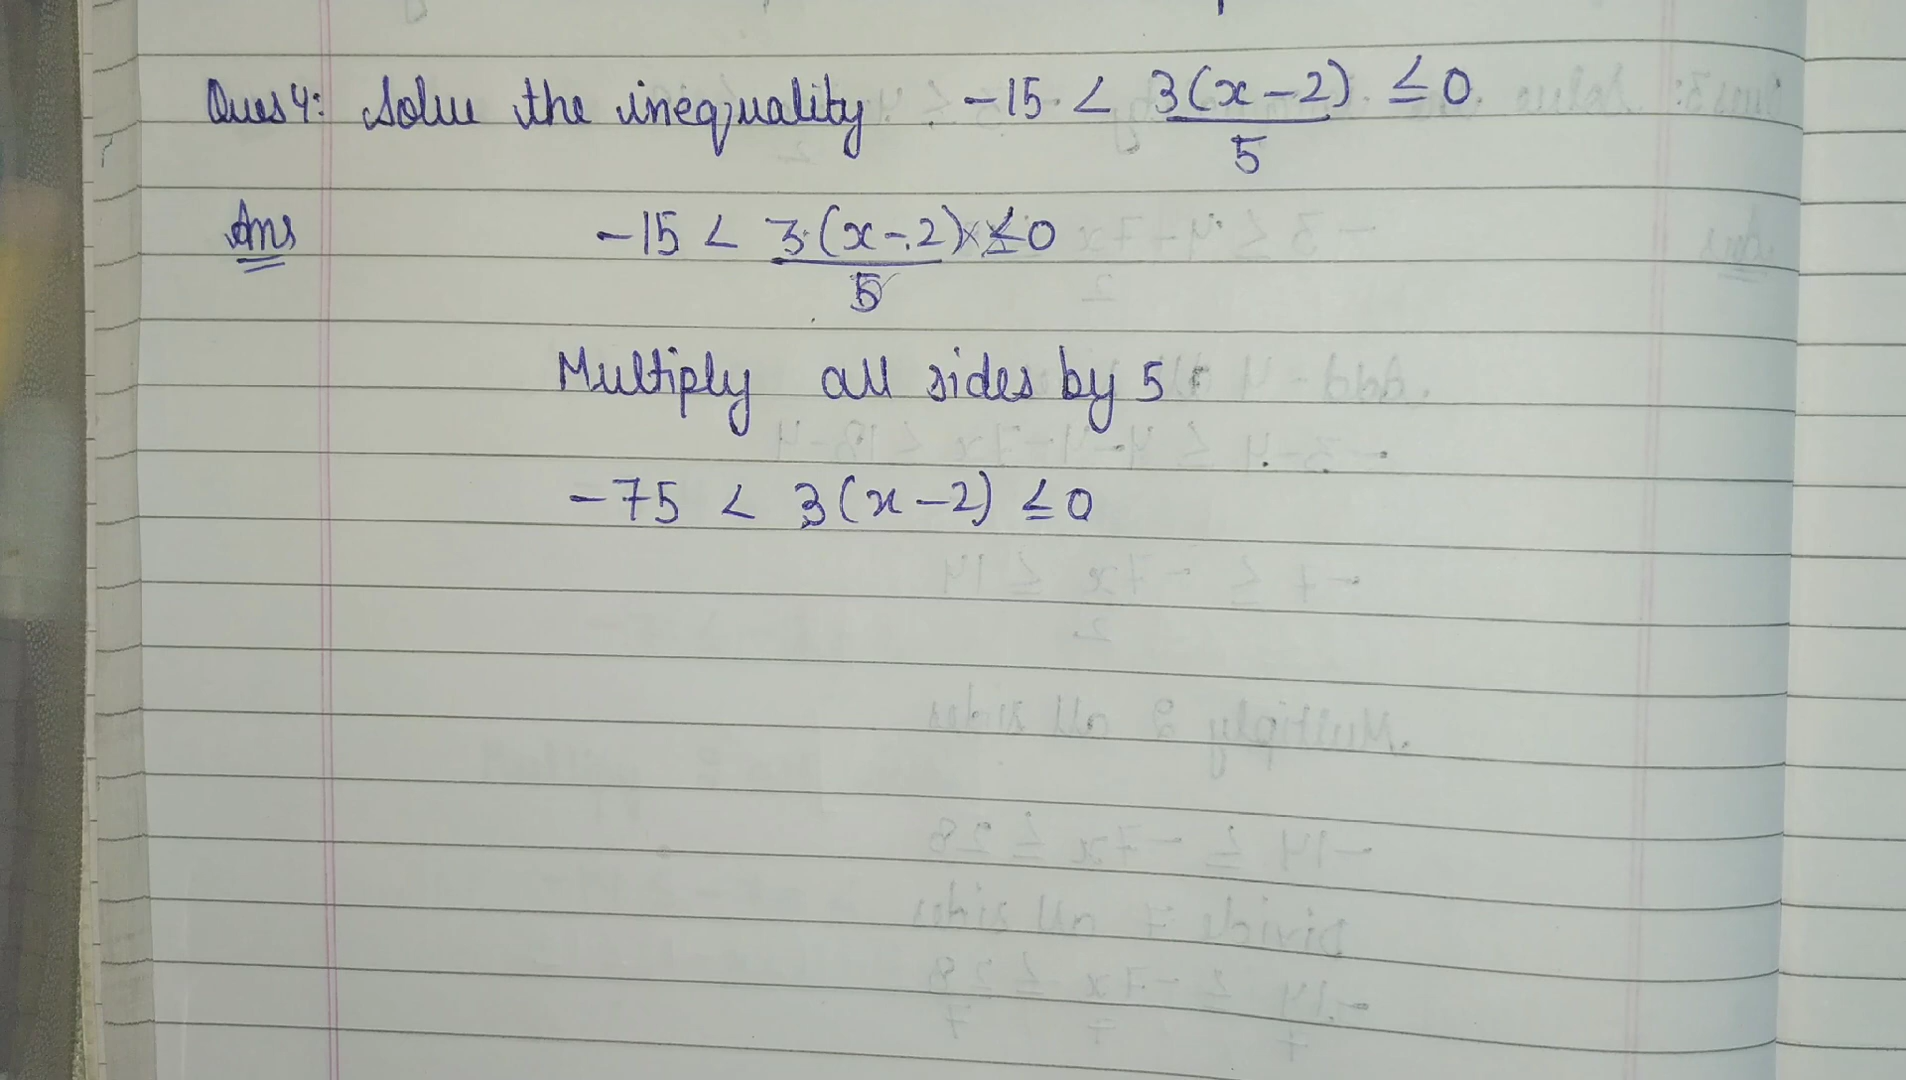 Ques 4: Solve the inequality -15 < 3(x-2)/5 ≤ 0
Ans
-15 < 3(x-2)/5 ≤ 0
Multiply all sides by 5
-75 < 3(x-2) ≤ 0